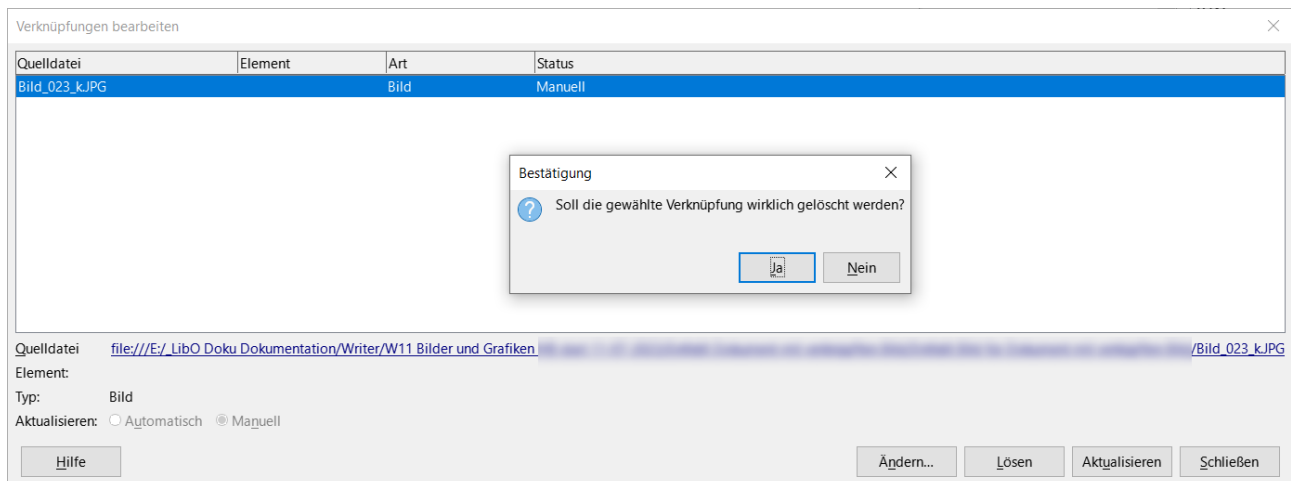 Verknüpfungen bearbeiten
Quelldatei Element Art Status
Bild_023_k.JPG Bild Manuell
Bestätigung
Soll die gewählte Verknüpfung wirklich gelöscht werden?
Ja Nein
Quelldatei file:///E:/_LibO Doku Dokumentation/Writer/W11 Bilder und Grafiken /Bild_023_k.JPG
Element:
Typ: Bild
Aktualisieren: Automatisch Manuell
Hilfe Ändern... Lösen Aktualisieren Schließen